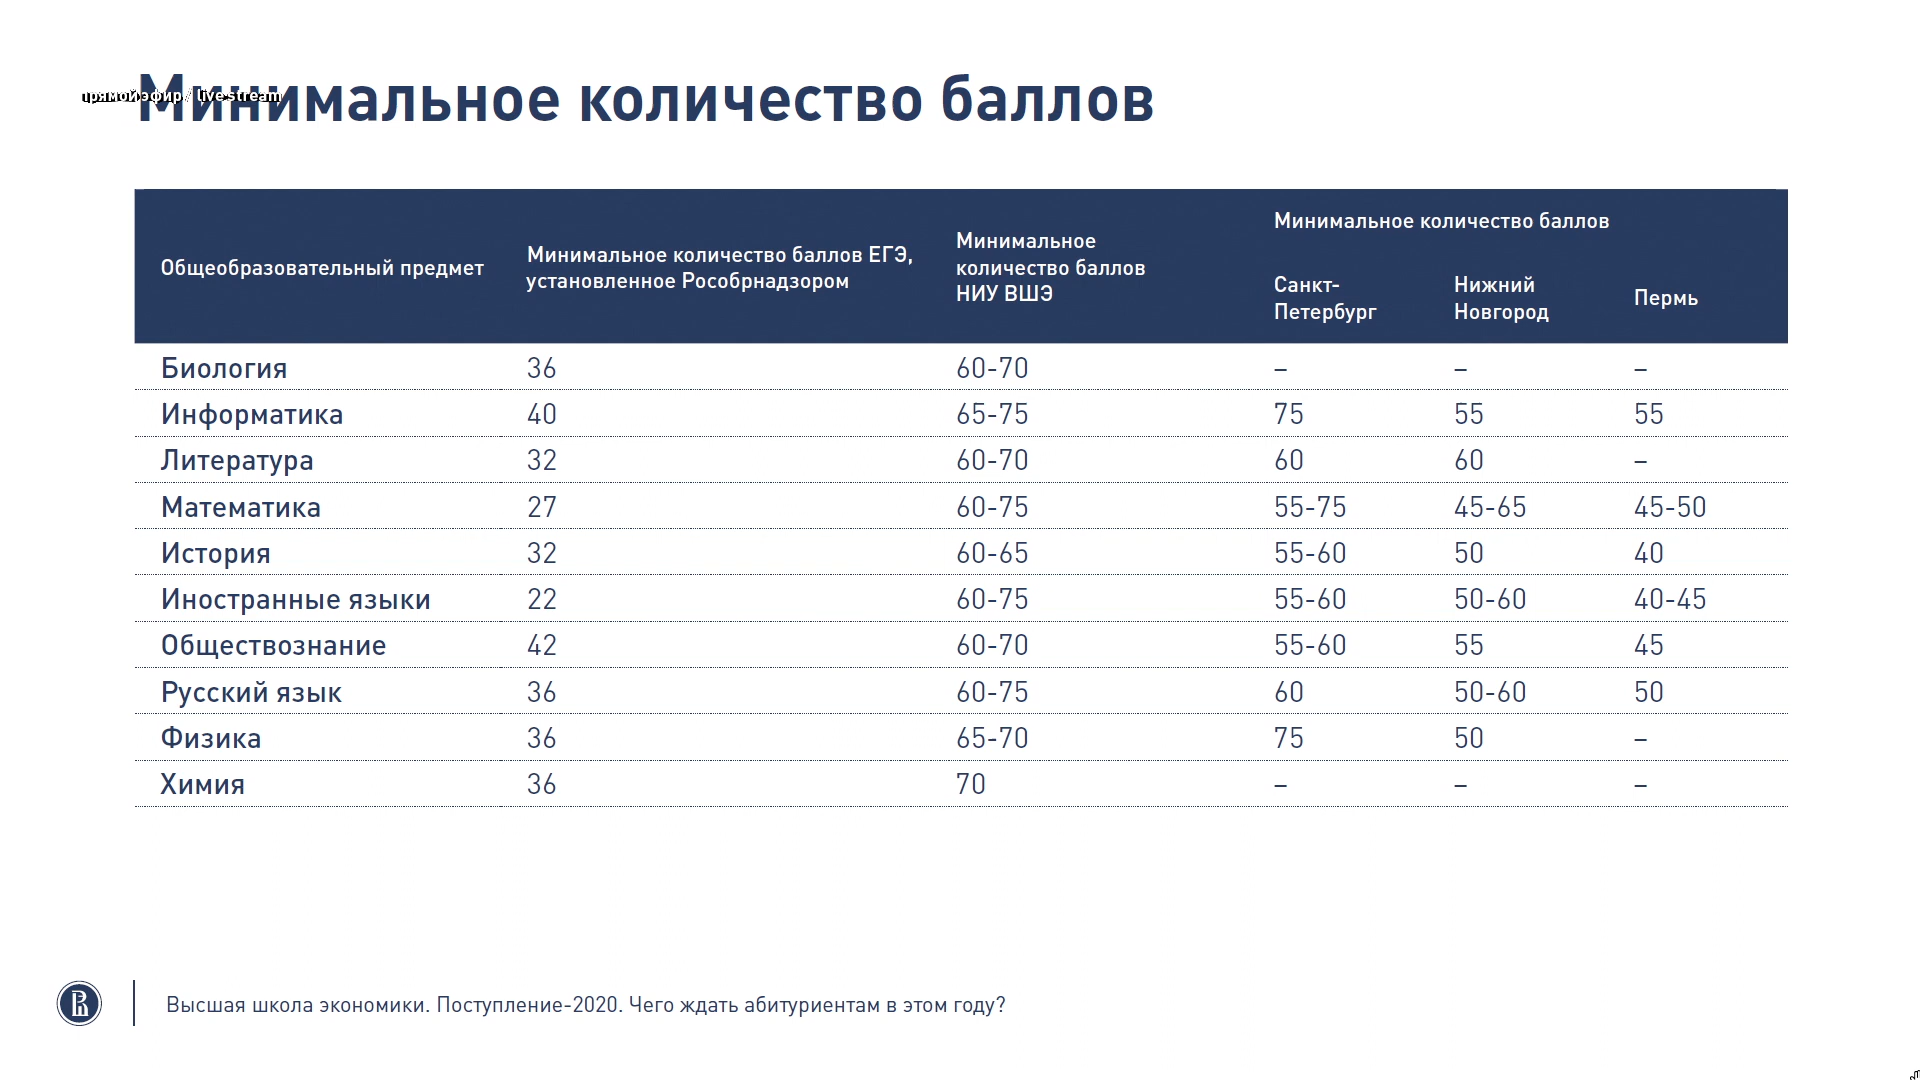 Минимальное количество баллов
прямой эфир / live stream
Общеобразовательный предмет
Минимальное количество баллов ЕГЭ,
установленное Рособрнадзором
Минимальное
количество баллов
НИУ ВШЭ
Минимальное количество баллов
Санкт-
Петербург
Нижний
Новгород
Пермь
Биология 36 60-70 – – –
Информатика 40 65-75 75 55 55
Литература 32 60-70 60 60 –
Математика 27 60-75 55-75 45-65 45-50
История 32 60-65 55-60 50 40
Иностранные языки 22 60-75 55-60 50-60 40-45
Обществознание 42 60-70 55-60 55 45
Русский язык 36 60-75 60 50-60 50
Физика 36 65-70 75 50 –
Химия 36 70 – – –
Высшая школа экономики. Поступление-2020. Чего ждать абитуриентам в этом году?